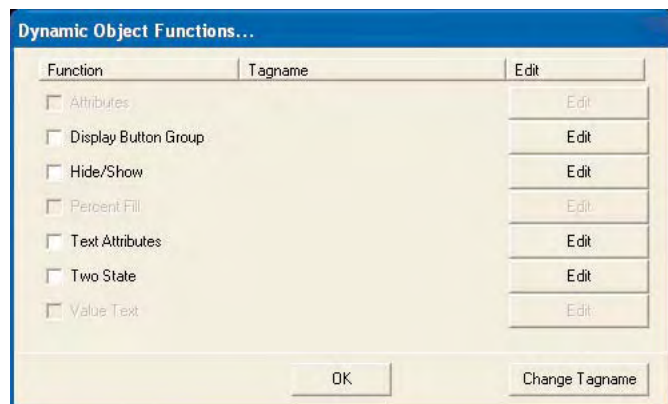 Dynamic Object Functions...
Function Tagname Edit
Attributes Edit
Display Button Group Edit
Hide/Show Edit
Percent Fill Edit
Text Attributes Edit
Two State Edit
Value Text Edit
OK Change Tagname